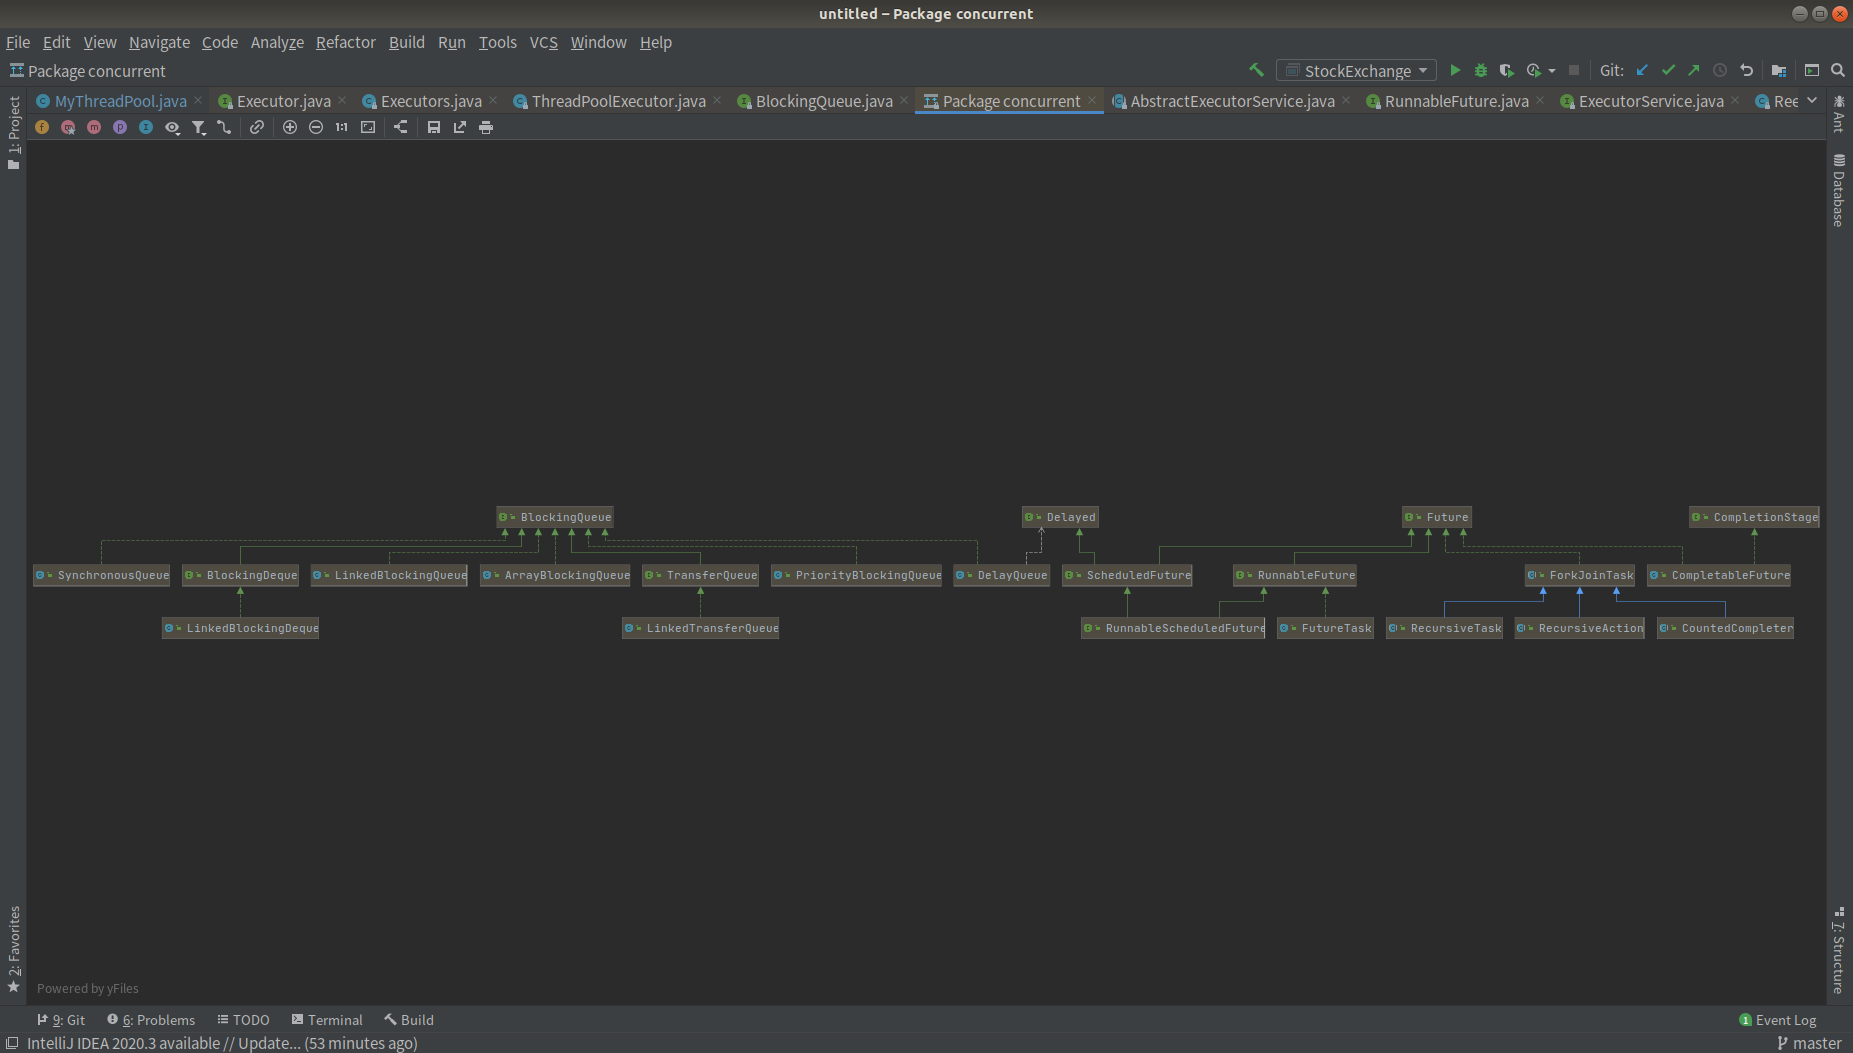 untitled – Package concurrent
File Edit View Navigate Code Analyze Refactor Build Run Tools VCS Window Help
Package concurrent
StockExchange
Git:
MyThreadPool.java Executor.java Executors.java ThreadPoolExecutor.java BlockingQueue.java Package concurrent AbstractExecutorService.java RunnableFuture.java ExecutorService.java Ree
f m m p I 1:1
1: Project
Ant
Database
BlockingQueue Delayed Future CompletionStage
SynchronousQueue BlockingDeque LinkedBlockingQueue ArrayBlockingQueue TransferQueue PriorityBlockingQueue DelayQueue ScheduledFuture RunnableFuture ForkJoinTask CompletableFuture
LinkedBlockingDeque LinkedTransferQueue RunnableScheduledFuture FutureTask RecursiveTask RecursiveAction CountedCompleter
2: Favorites
7: Structure
Powered by yFiles
9: Git 6: Problems TODO Terminal Build 1 Event Log
IntelliJ IDEA 2020.3 available // Update... (53 minutes ago) master